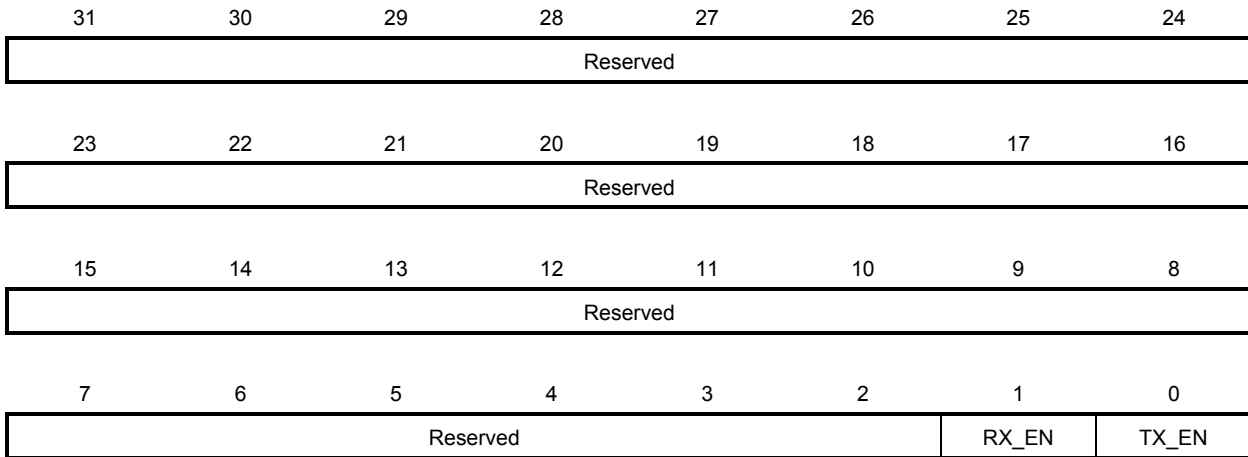 31 30 29 28 27 26 25 24
Reserved
23 22 21 20 19 18 17 16
Reserved
15 14 13 12 11 10 9 8
Reserved
7 6 5 4 3 2 1 0
Reserved RX_EN TX_EN